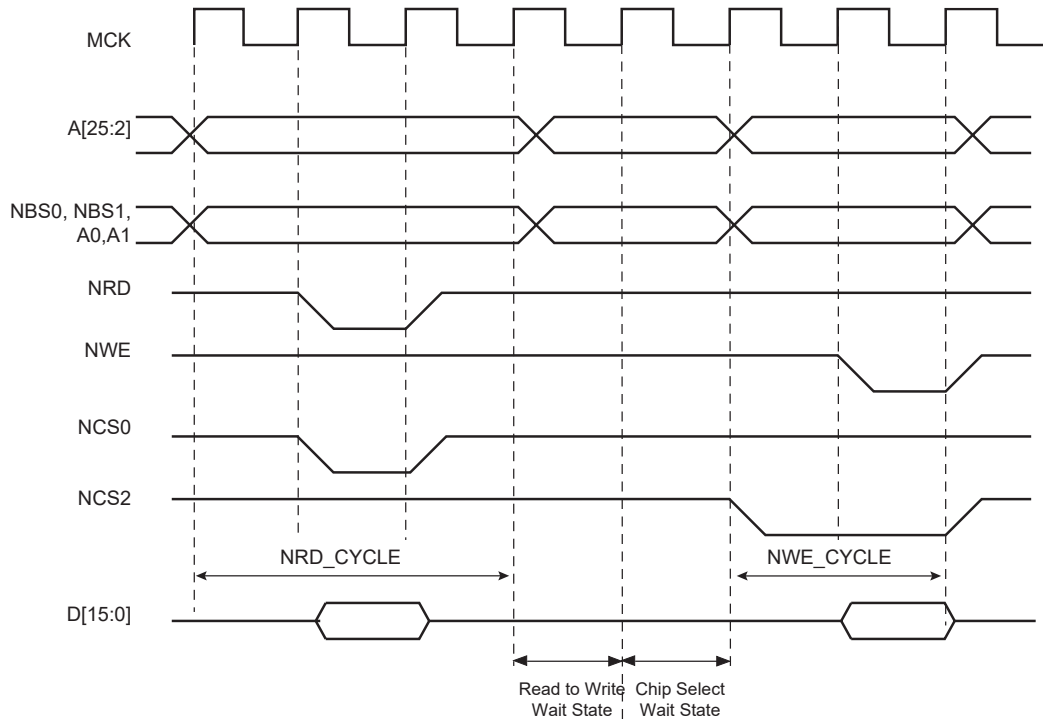 MCK
A[25:2]
NBS0, NBS1,
A0,A1
NRD
NWE
NCS0
NCS2
NRD_CYCLE
NWE_CYCLE
D[15:0]
Read to Write
Wait State
Chip Select
Wait State